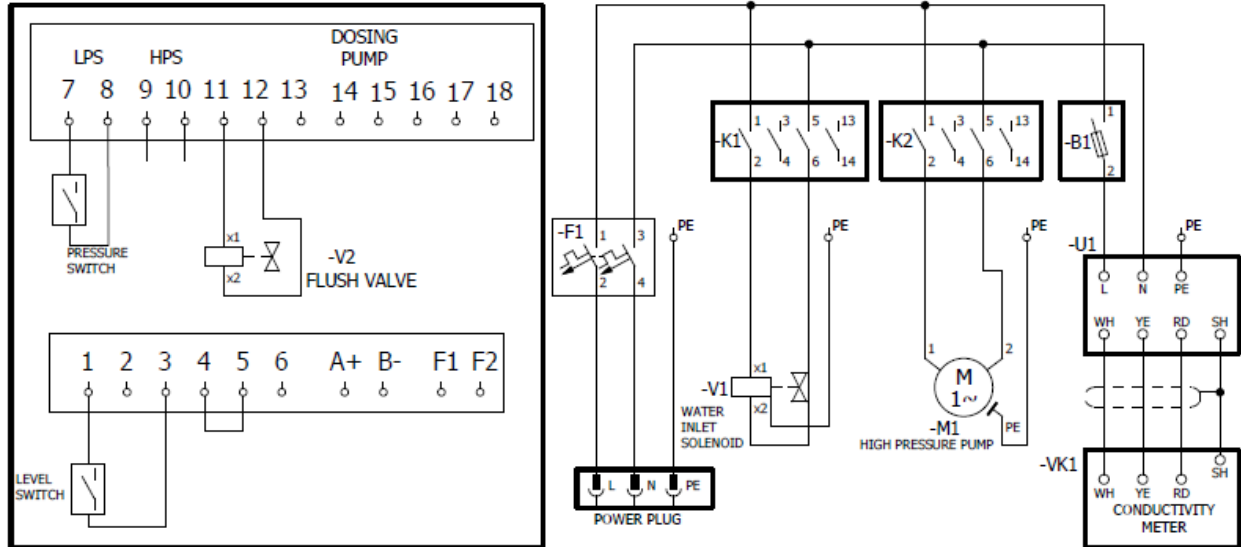 DOSING
LPS HPS PUMP
7 8 9 10 11 12 13 14 15 16 17 18
PRESSURE
SWITCH
x1
x2
-V2
FLUSH VALVE
1 2 3 4 5 6 A+ B- F1 F2
LEVEL
SWITCH
-F1
1 3
2 4
PE
L N PE
POWER PLUG
-K1
1 3 5 13
2 4 6 14
-K2
1 3 5 13
2 4 6 14
-B1
1
2
PE
PE
PE
-V1
x1
x2
WATER
INLET
SOLENOID
1 2
M
1~
-M1
PE
HIGH PRESSURE PUMP
-U1
L N PE
WH YE RD SH
-VK1
WH YE RD SH
CONDUCTIVITY
METER